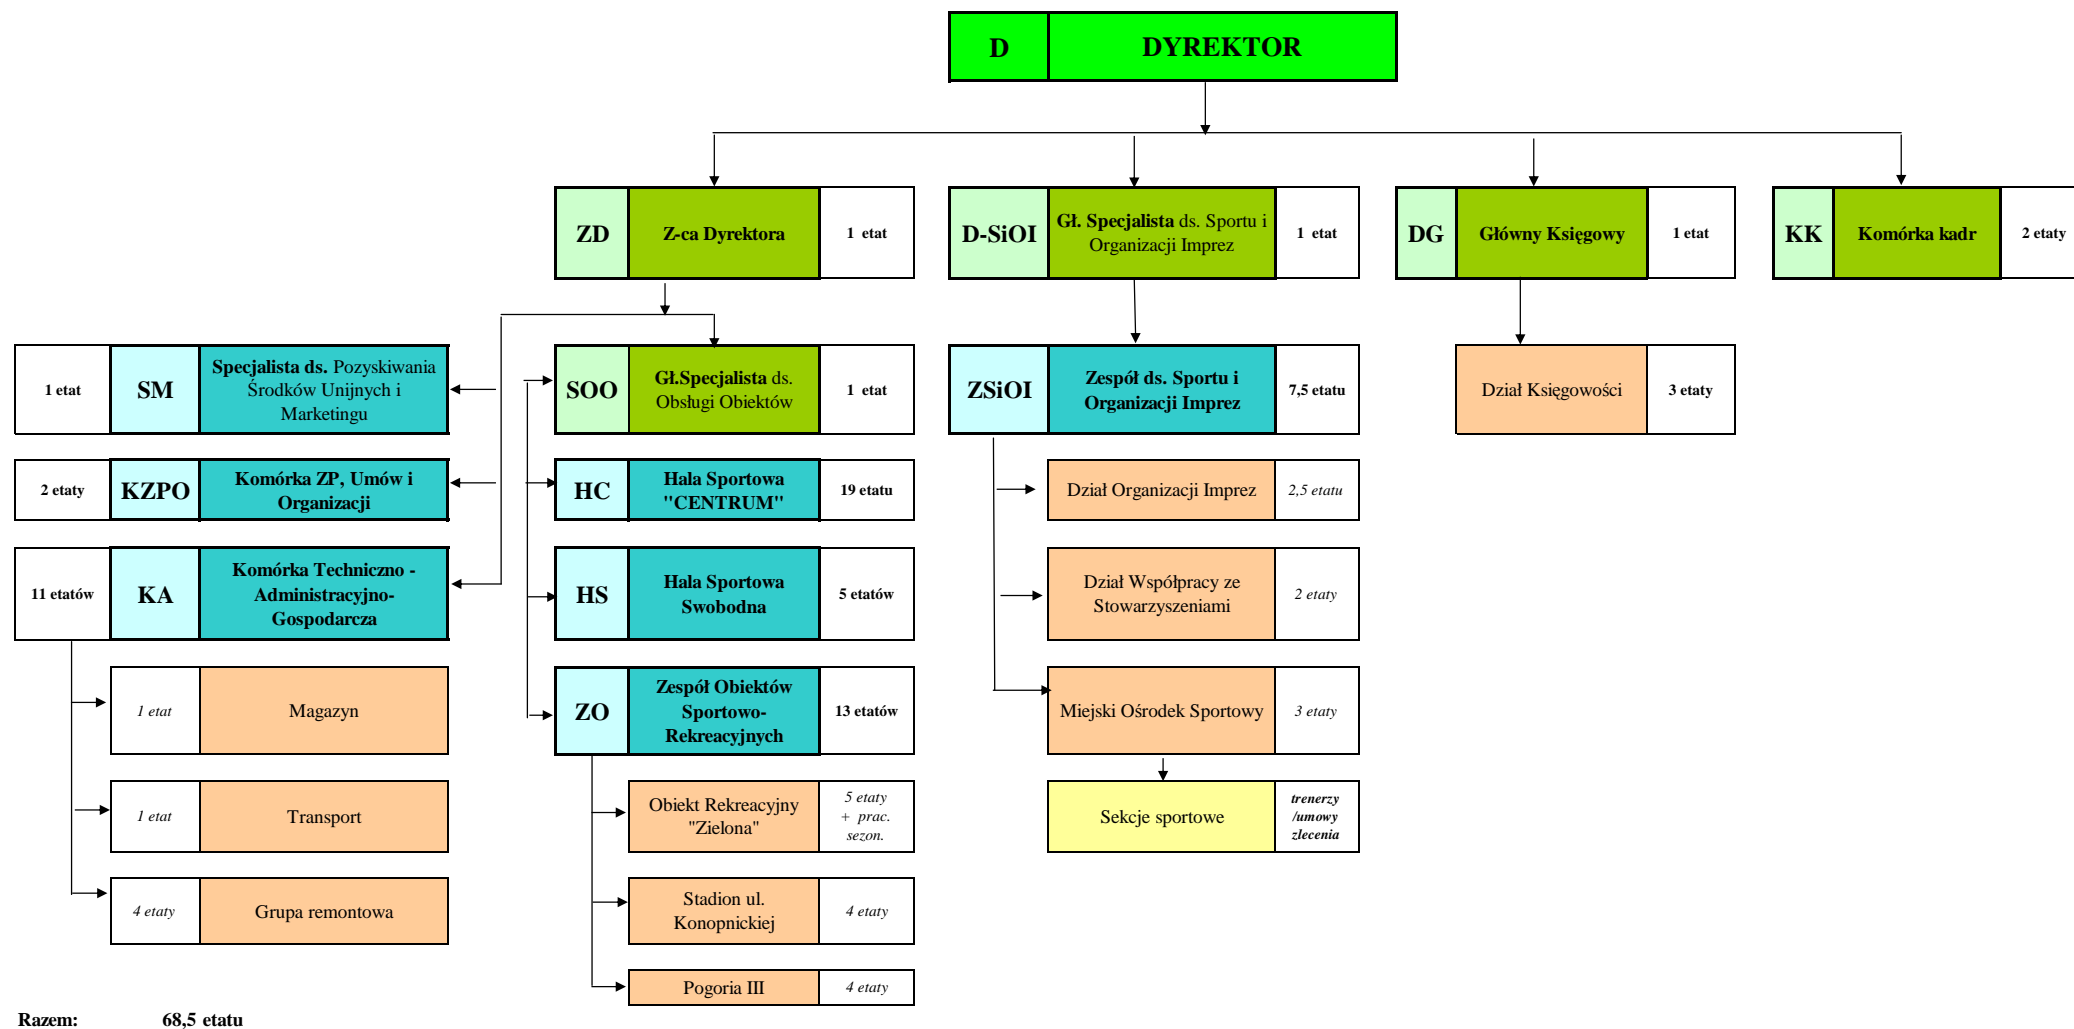 D
DYREKTOR
ZD
Z-ca Dyrektora
1 etat
D-SiOI
Gł. Specjalista ds. Sportu i
Organizacji Imprez
1 etat
DG
Główny Księgowy
1 etat
KK
Komórka kadr
2 etaty
1 etat
SM
Specjalista ds. Pozyskiwania
Środków Unijnych i
Marketingu
SOO
Gł.Specjalista ds.
Obsługi Obiektów
1 etat
ZSiOI
Zespół ds. Sportu i
Organizacji Imprez
7,5 etatu
Dział Księgowości
3 etaty
2 etaty
KZPO
Komórka ZP, Umów i
Organizacji
HC
Hala Sportowa
"CENTRUM"
19 etatu
Dział Organizacji Imprez
2,5 etatu
11 etatów
KA
Komórka Techniczno -
Administracyjno-
Gospodarcza
HS
Hala Sportowa
Swobodna
5 etatów
Dział Współpracy ze
Stowarzyszeniami
2 etaty
1 etat
Magazyn
ZO
Zespół Obiektów
Sportowo-
Rekreacyjnych
13 etatów
Miejski Ośrodek Sportowy
3 etaty
1 etat
Transport
Obiekt Rekreacyjny
"Zielona"
5 etaty
+ prac.
sezon.
Sekcje sportowe
trenerzy
/umowy
zlecenia
4 etaty
Grupa remontowa
Stadion ul.
Konopnickiej
4 etaty
Pogoria III
4 etaty
Razem: 68,5 etatu